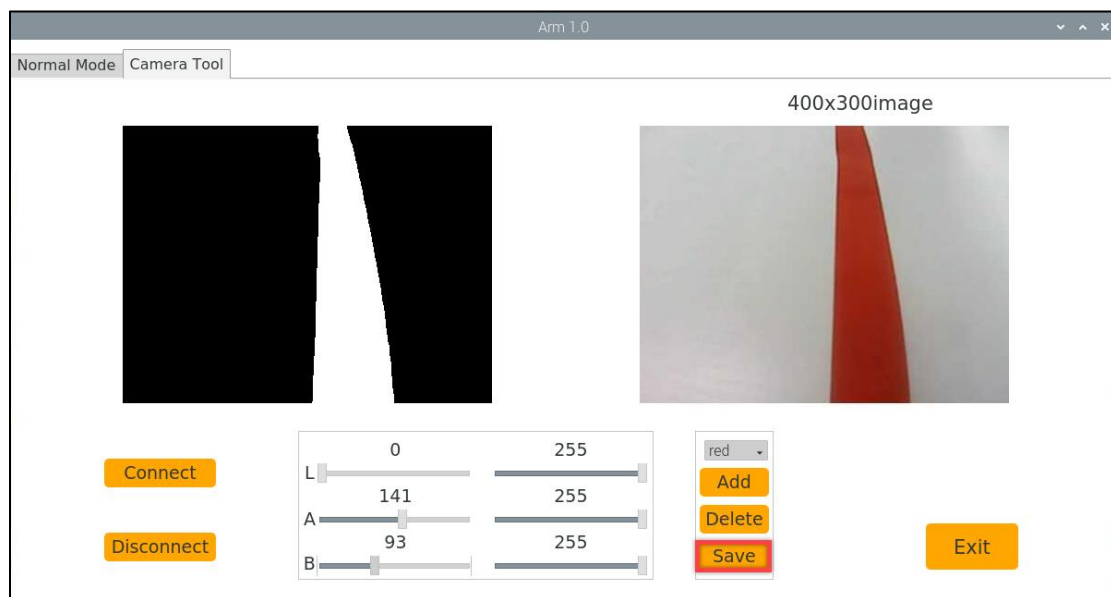 Arm 1.0
Normal Mode Camera Tool
400x300image
Connect
Disconnect
L 0 255
A 141 255
B 93 255
red
Add
Delete
Save
Exit